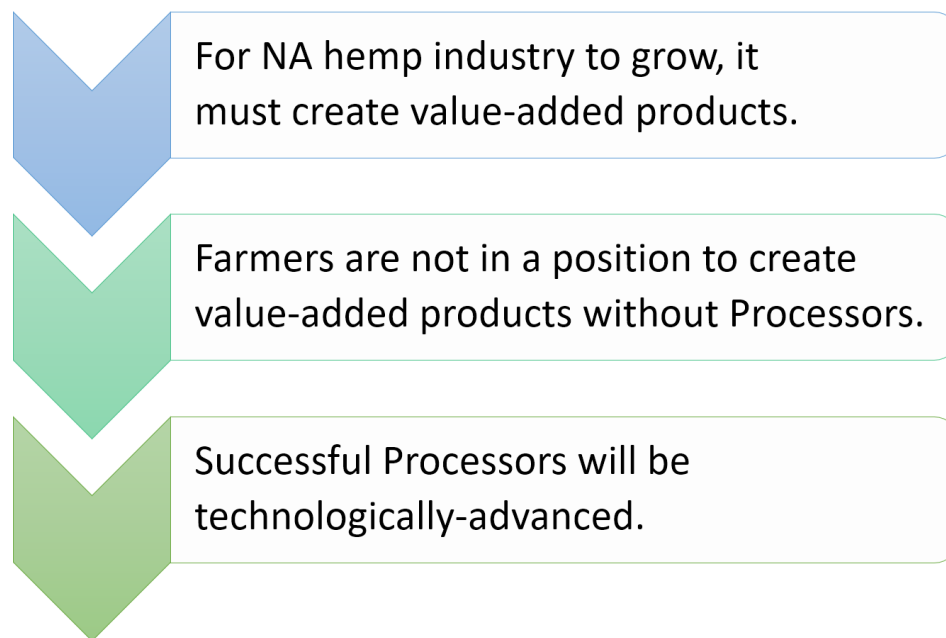 For NA hemp industry to grow, it
must create value-added products.
Farmers are not in a position to create
value-added products without Processors.
Successful Processors will be
technologically-advanced.